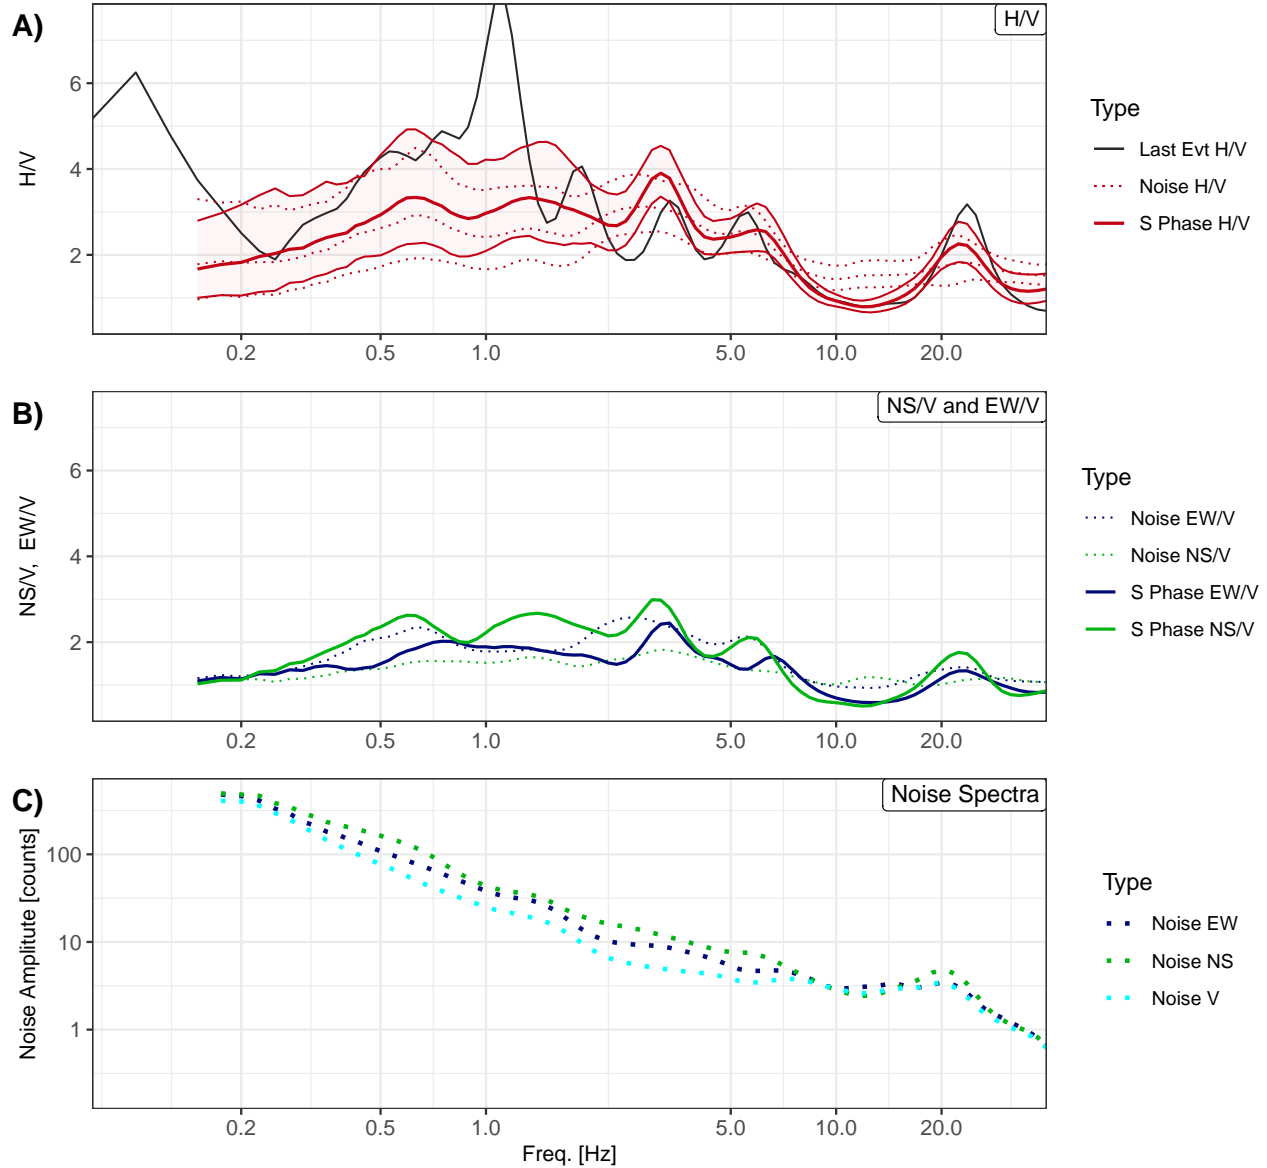 A)
H/V
6
4
2
H/V
0.2 0.5 1.0 5.0 10.0 20.0
Type
Last Evt H/V
Noise H/V
S Phase H/V
B)
NS/V and EW/V
6
4
2
NS/V, EW/V
0.2 0.5 1.0 5.0 10.0 20.0
Type
Noise EW/V
Noise NS/V
S Phase EW/V
S Phase NS/V
C)
Noise Spectra
100
10
1
Noise Amplitute [counts]
0.2 0.5 1.0 5.0 10.0 20.0
Freq. [Hz]
Type
Noise EW
Noise NS
Noise V